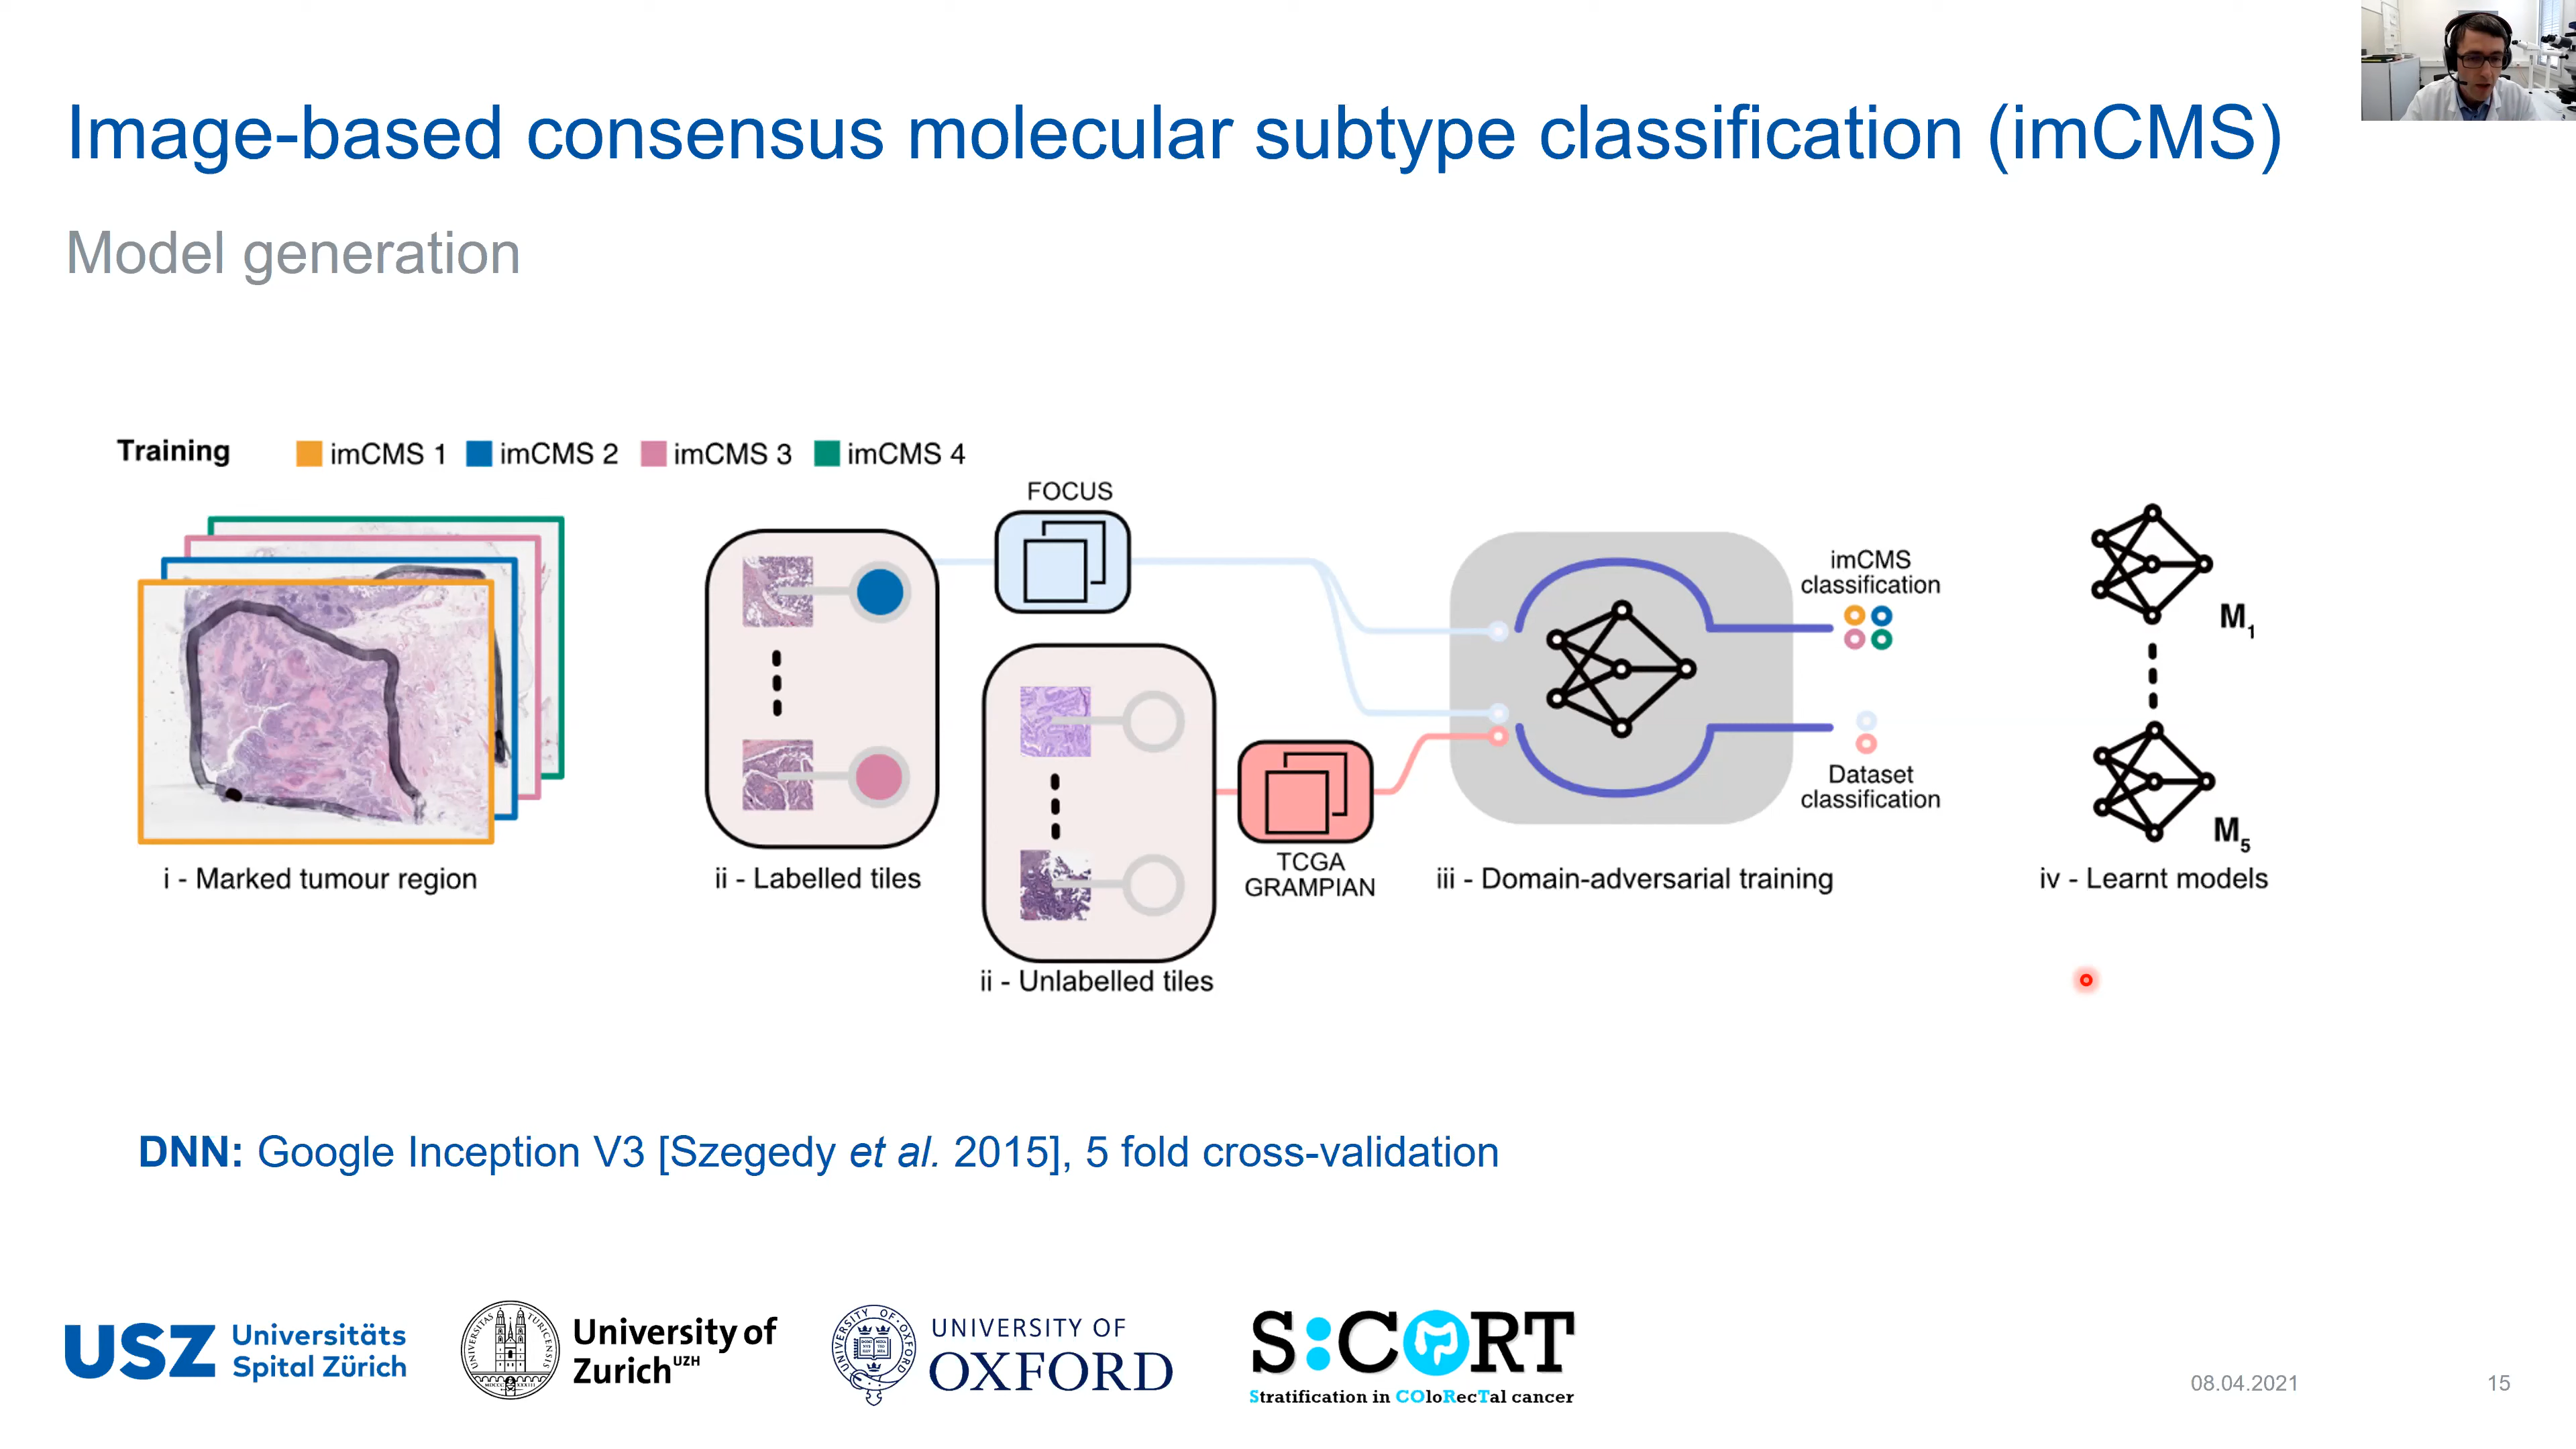 Image-based consensus molecular subtype classification (imCMS)
Model generation
Training
imCMS 1
imCMS 2
imCMS 3
imCMS 4
FOCUS
imCMS
classification
M1
Dataset
classification
M5
TCGA
GRAMPIAN
i - Marked tumour region
ii - Labelled tiles
iii - Domain-adversarial training
iv - Learnt models
ii - Unlabelled tiles
DNN: Google Inception V3 [Szegedy et al. 2015], 5 fold cross-validation
USZ Universitäts
Spital Zürich
University of
Zurich UZH
UNIVERSITY OF
OXFORD
S:CORT
Stratification in COloRecTal cancer
08.04.2021
15